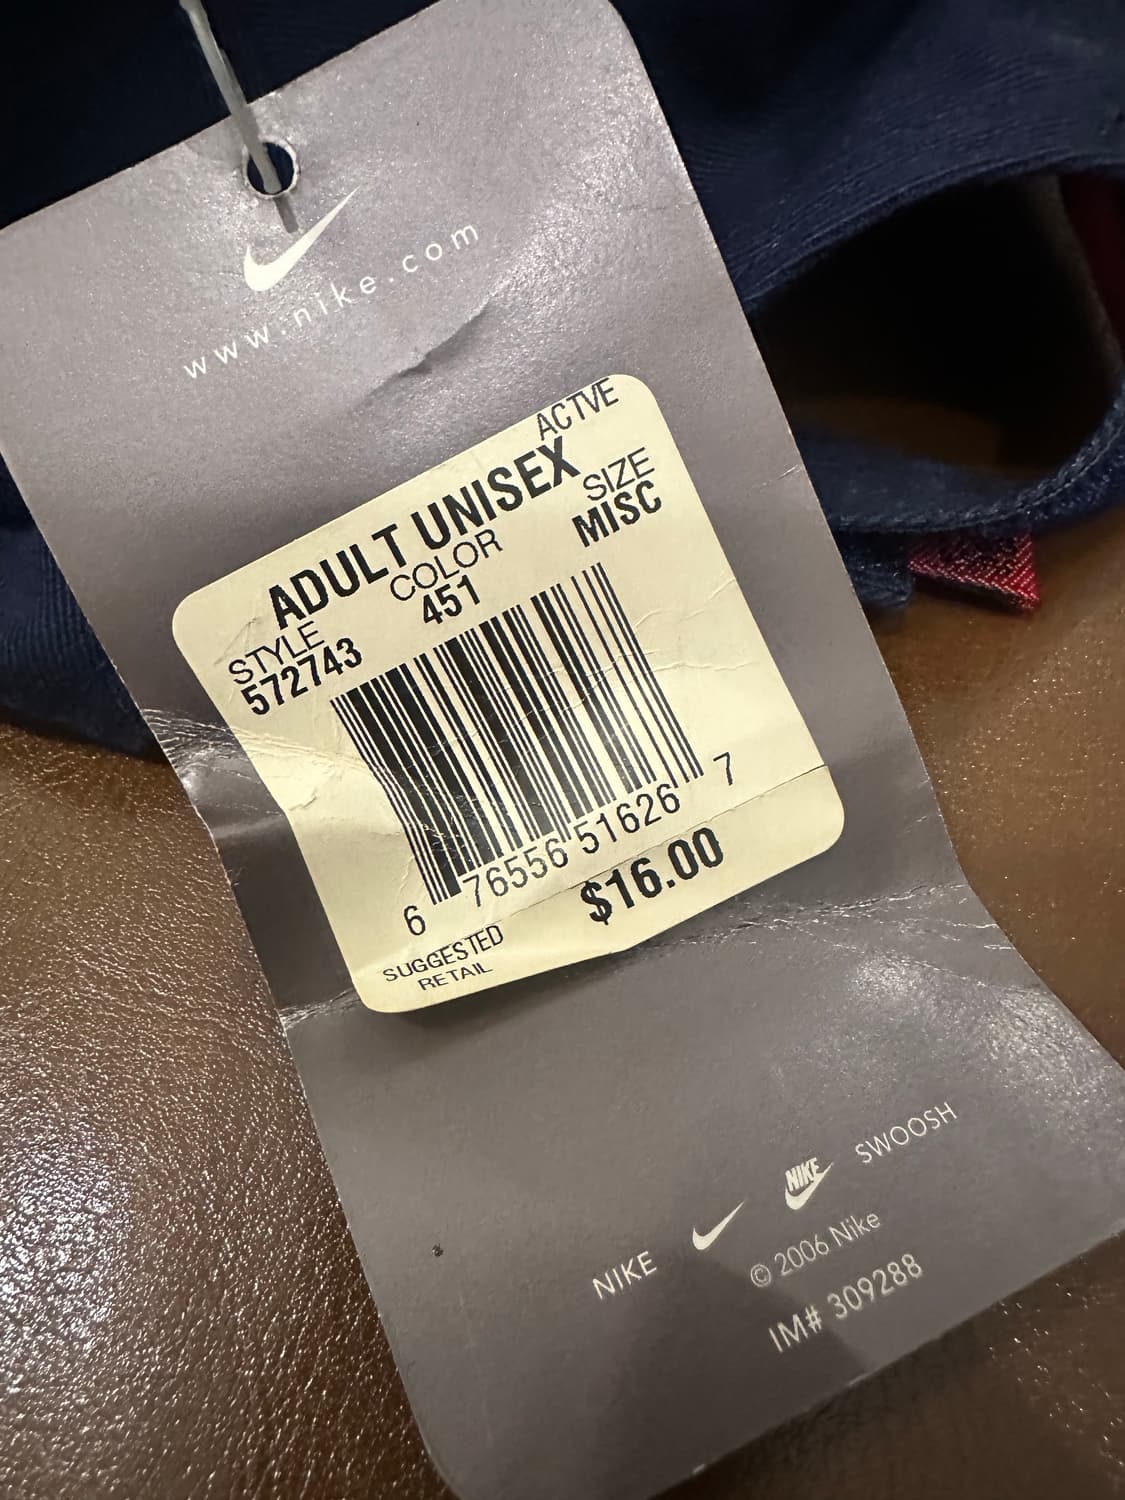 www.nike.com
ACTVE
ADULT UNISEX
STYLE COLOR SIZE
572743 451 MISC
6 76556 51626 7
SUGGESTED RETAIL $16.00
NIKE NIKE SWOOSH
© 2006 Nike
IM# 309288